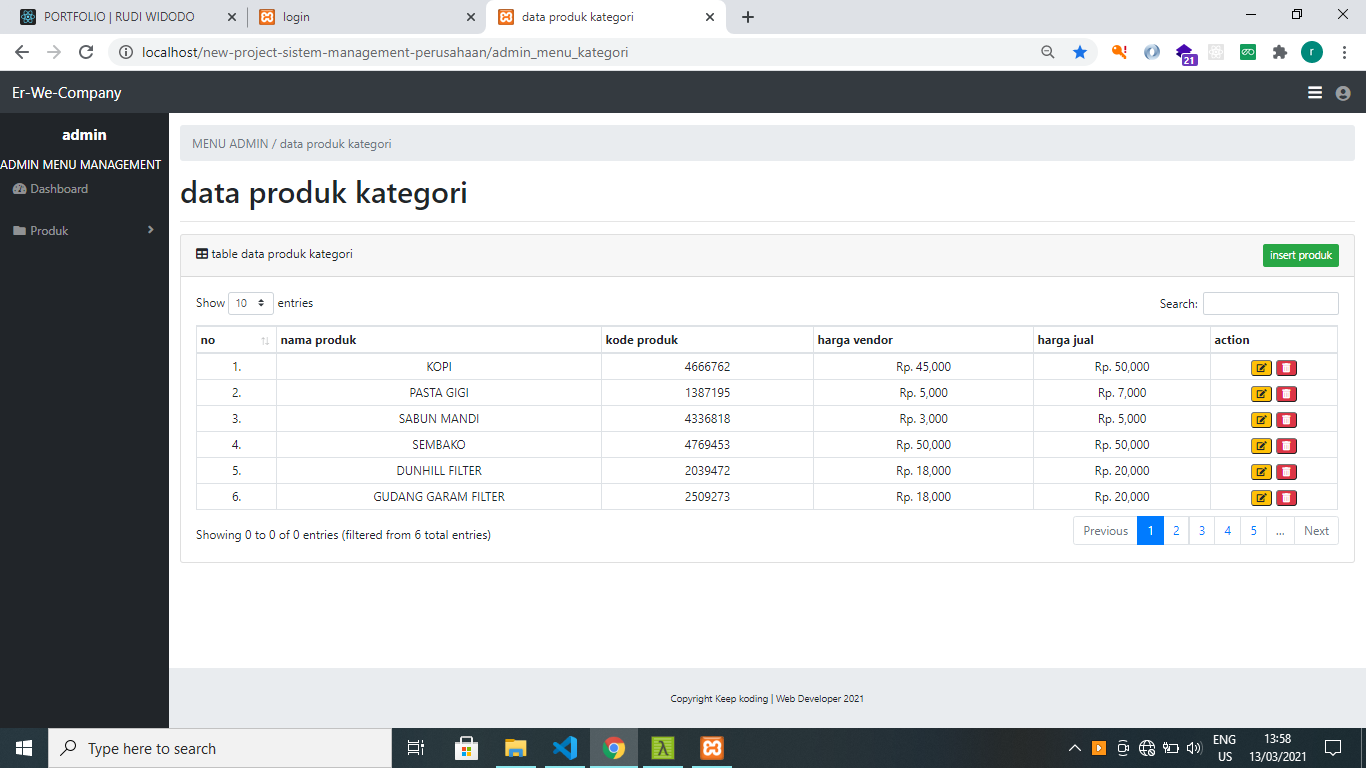 PORTFOLIO | RUDI WIDODO
login
data produk kategori
localhost/new-project-sistem-management-perusahaan/admin_menu_kategori
21
r
Er-We-Company
admin
ADMIN MENU MANAGEMENT
Dashboard
Produk
MENU ADMIN / data produk kategori
data produk kategori
table data produk kategori
insert produk
Show 10 entries
Search:
no nama produk kode produk harga vendor harga jual action
1. KOPI 4666762 Rp. 45,000 Rp. 50,000
2. PASTA GIGI 1387195 Rp. 5,000 Rp. 7,000
3. SABUN MANDI 4336818 Rp. 3,000 Rp. 5,000
4. SEMBAKO 4769453 Rp. 50,000 Rp. 50,000
5. DUNHILL FILTER 2039472 Rp. 18,000 Rp. 20,000
6. GUDANG GARAM FILTER 2509273 Rp. 18,000 Rp. 20,000
Showing 0 to 0 of 0 entries (filtered from 6 total entries)
Previous 1 2 3 4 5 ... Next
Copyright Keep koding | Web Developer 2021
Type here to search
ENG
US
13:58
13/03/2021